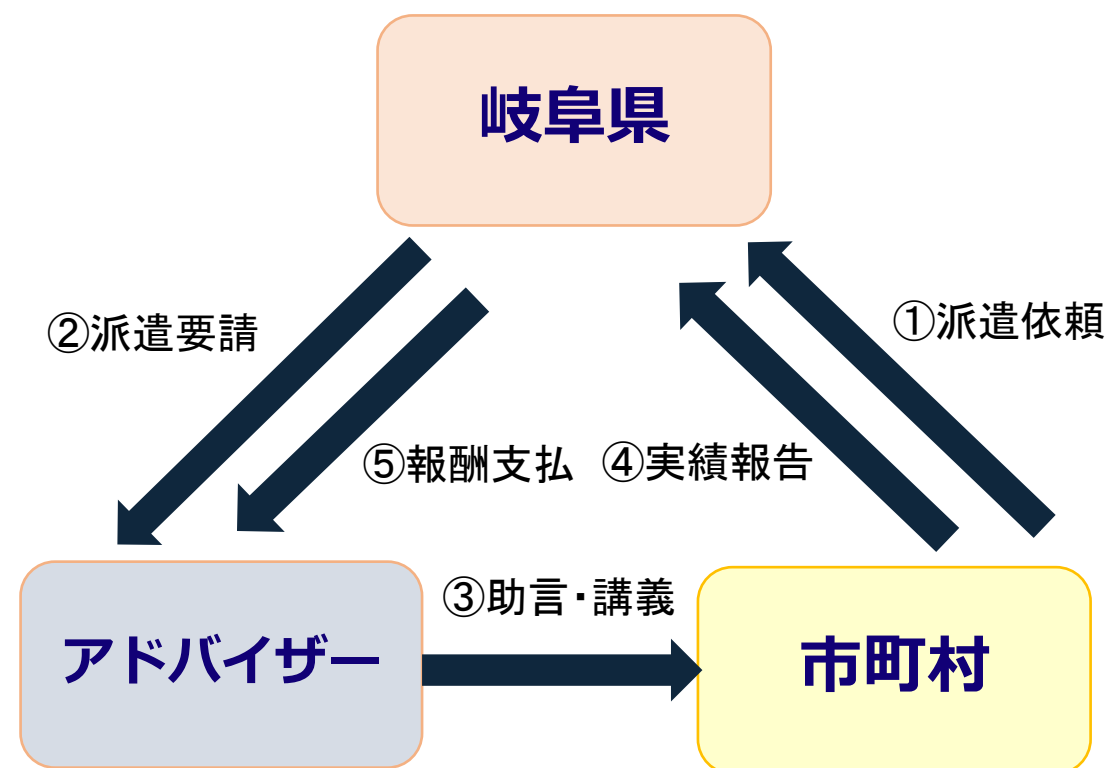 岐阜県
②派遣要請
①派遣依頼
⑤報酬支払
④実績報告
③助言・講義
アドバイザー
市町村